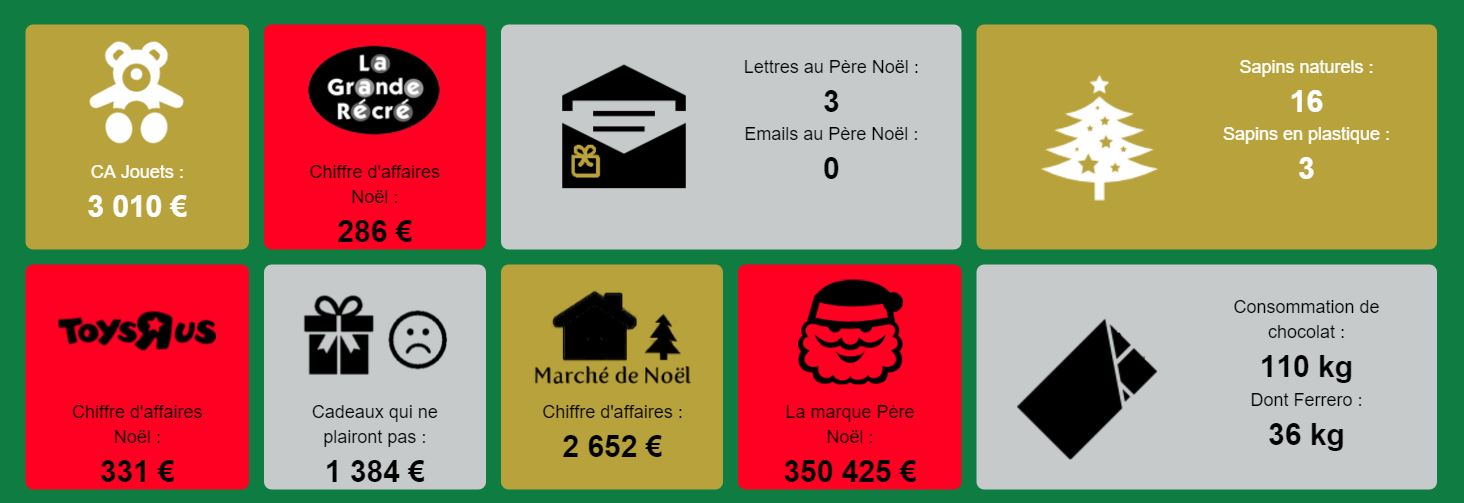 CA Jouets :
3 010 €
La
Grande
Récré
Chiffre d'affaires
Noël :
286 €
Lettres au Père Noël :
3
Emails au Père Noël :
0
Sapins naturels :
16
Sapins en plastique :
3
ToysЯus
Chiffre d'affaires
Noël :
331 €
Cadeaux qui ne
plairont pas :
1 384 €
Marché de Noël
Chiffre d'affaires :
2 652 €
La marque Père
Noël :
350 425 €
Consommation de
chocolat :
110 kg
Dont Ferrero :
36 kg